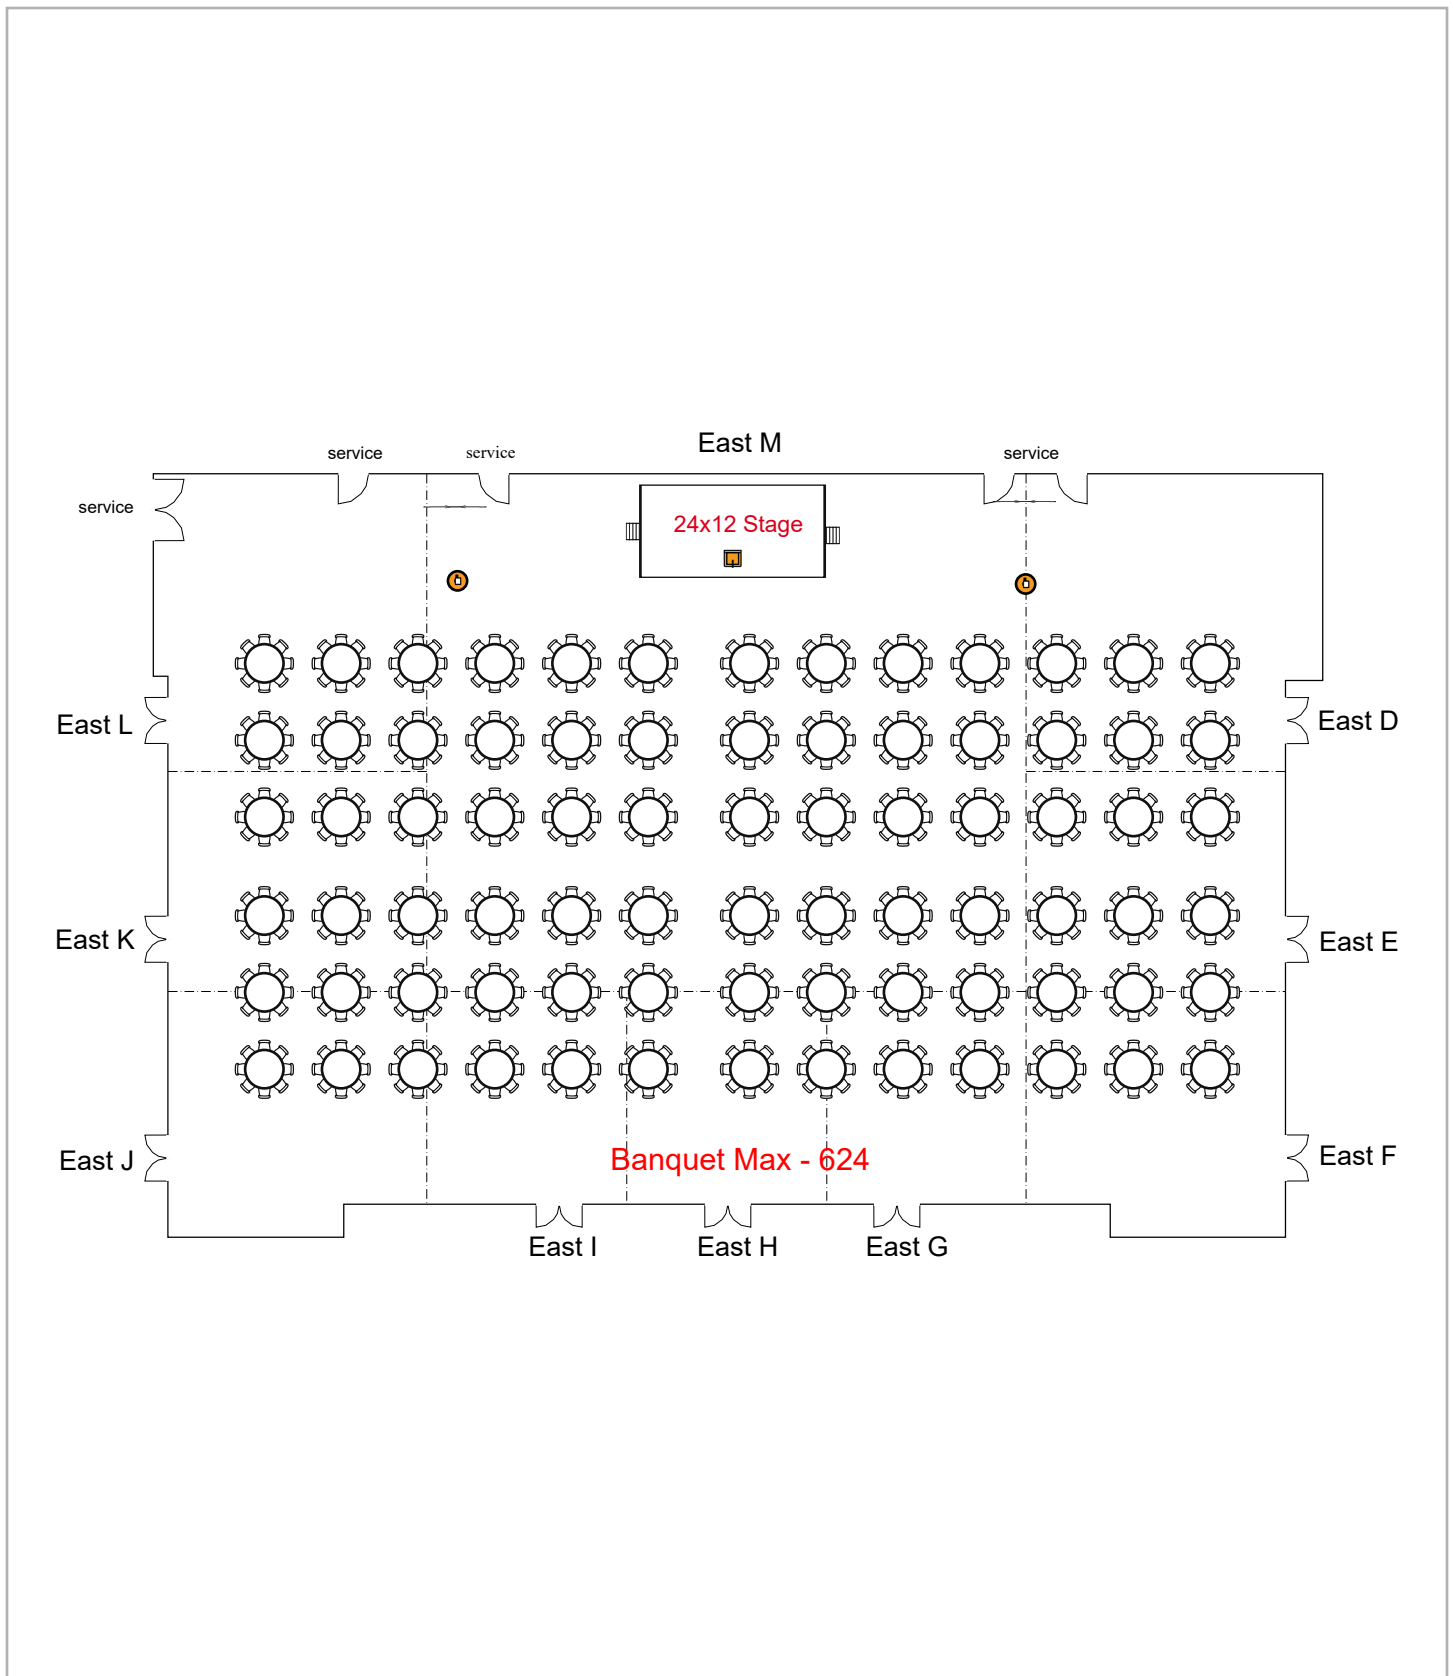 East M
service
service
service
service
24x12 Stage
East L
East D
East K
East E
East J
Banquet Max - 624
East F
East I
East H
East G